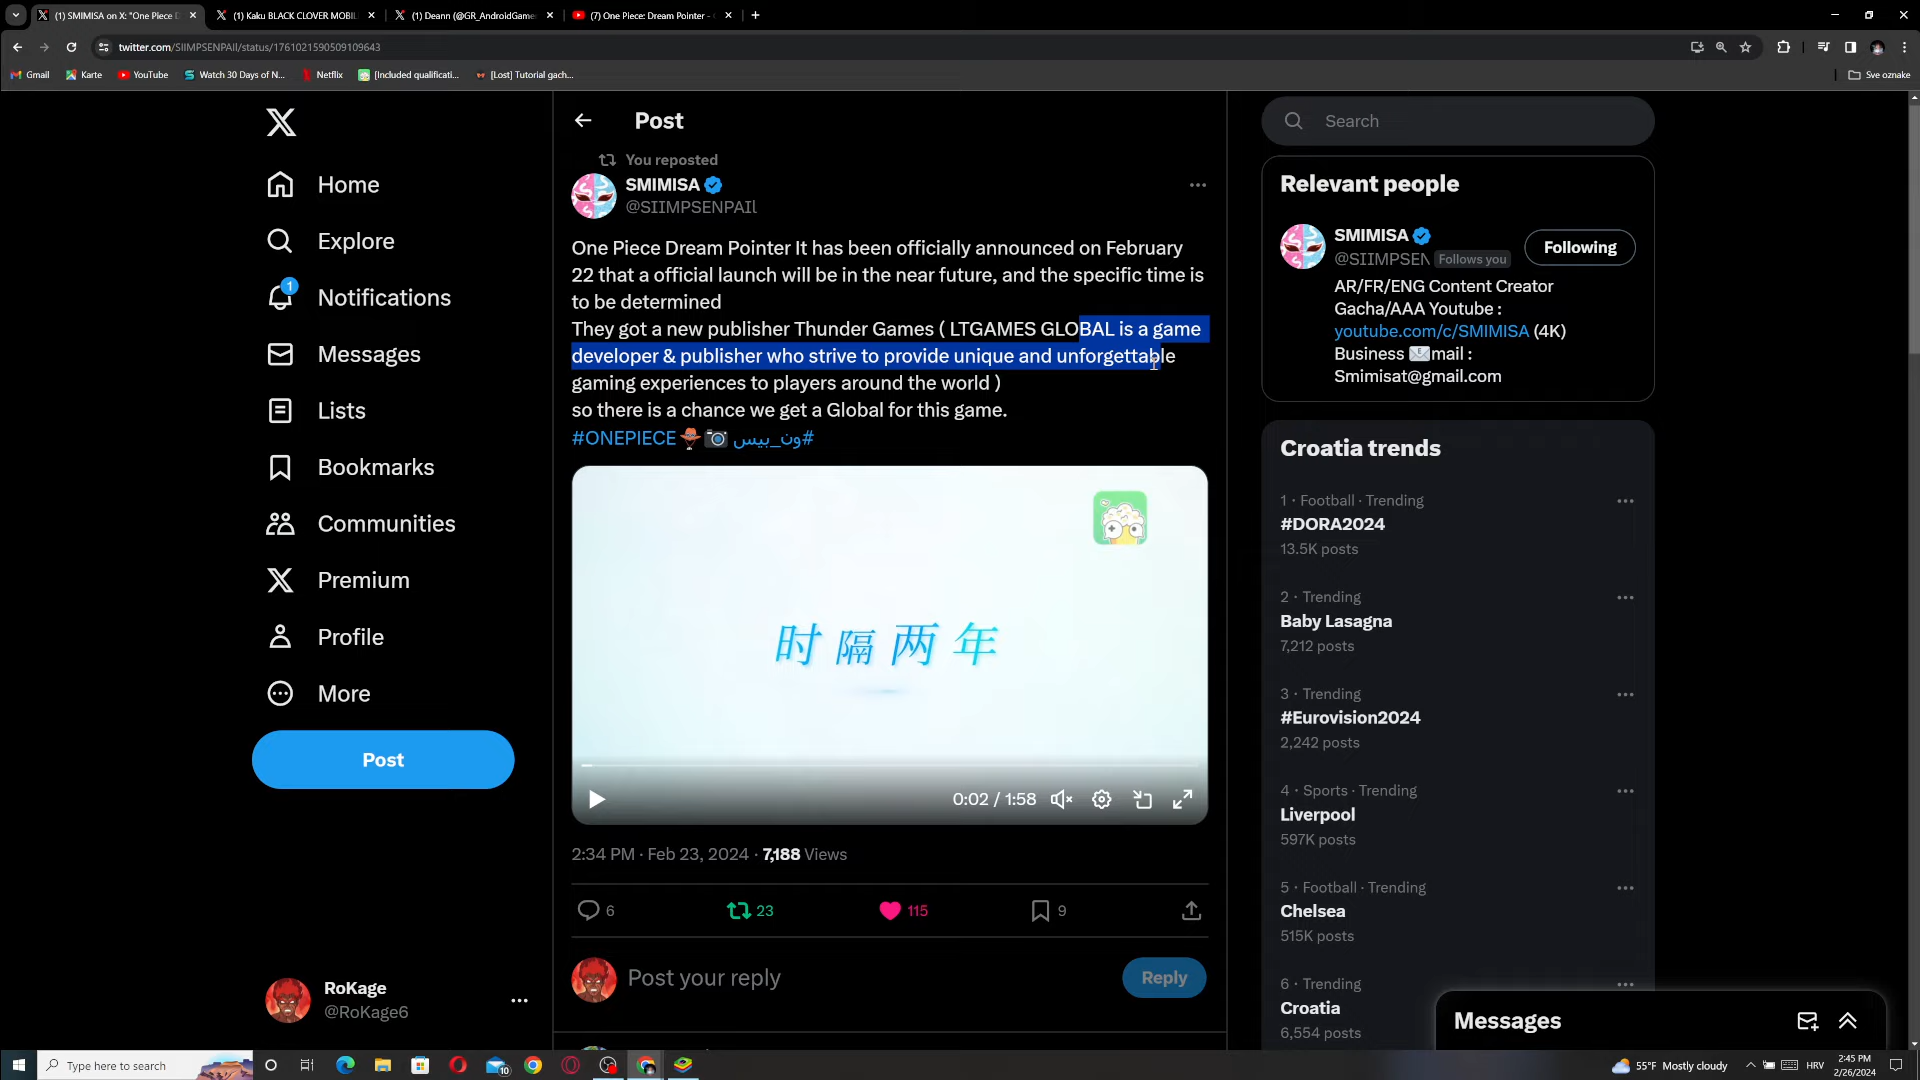 (1) SMIMISA on X: "One Piece D
(1) Kaku BLACK CLOVER MOBIL
(1) Deann (@GR_AndroidGame
(7) One Piece: Dream Pointer -
twitter.com/SIIMPSENPAIl/status/1761021590509109643
Gmail
Karte
YouTube
Watch 30 Days of N...
Netflix
[Included qualificati...
[Lost] Tutorial gach...
Sve oznake
Home
Explore
1
Notifications
Messages
Lists
Bookmarks
Communities
Premium
Profile
More
Post
RoKage
@RoKage6
Post
You reposted
SMIMISA
@SIIMPSENPAIl
One Piece Dream Pointer It has been officially announced on February
22 that a official launch will be in the near future, and the specific time is
to be determined
They got a new publisher Thunder Games ( LTGAMES GLOBAL is a game
developer & publisher who strive to provide unique and unforgettable
gaming experiences to players around the world )
so there is a chance we get a Global for this game.
#ONEPIECE #ون_بيس
时隔两年
0:02 / 1:58
2:34 PM · Feb 23, 2024 · 7,188 Views
6
23
115
9
Post your reply
Reply
Search
Relevant people
SMIMISA
@SIIMPSEN Follows you
Following
AR/FR/ENG Content Creator
Gacha/AAA Youtube :
youtube.com/c/SMIMISA (4K)
Business mail :
Smimisat@gmail.com
Croatia trends
1 · Football · Trending
#DORA2024
13.5K posts
2 · Trending
Baby Lasagna
7,212 posts
3 · Trending
#Eurovision2024
2,242 posts
4 · Sports · Trending
Liverpool
597K posts
5 · Football · Trending
Chelsea
515K posts
6 · Trending
Croatia
6,554 posts
Messages
Type here to search
10
55°F Mostly cloudy
HRV
2:45 PM
2/26/2024